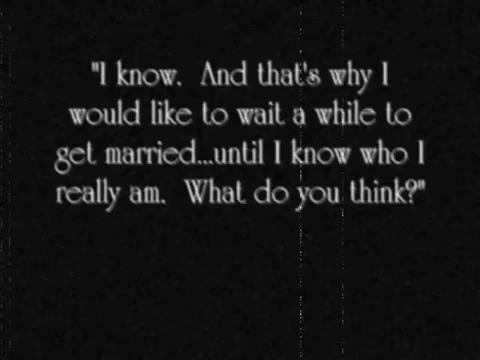 "I know.  And that's why I
would like to wait a while to
get married...until I know who I
really am.  What do you think?"